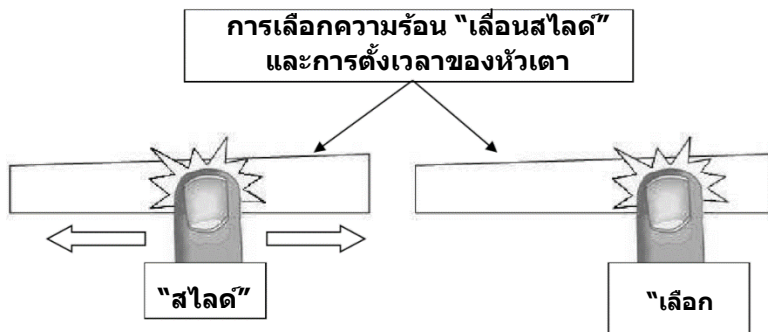 การเลือกความร้อน “เลื่อนสไลด์”
และการตั้งเวลาของหัวเตา
“สไลด์”
“เลือก